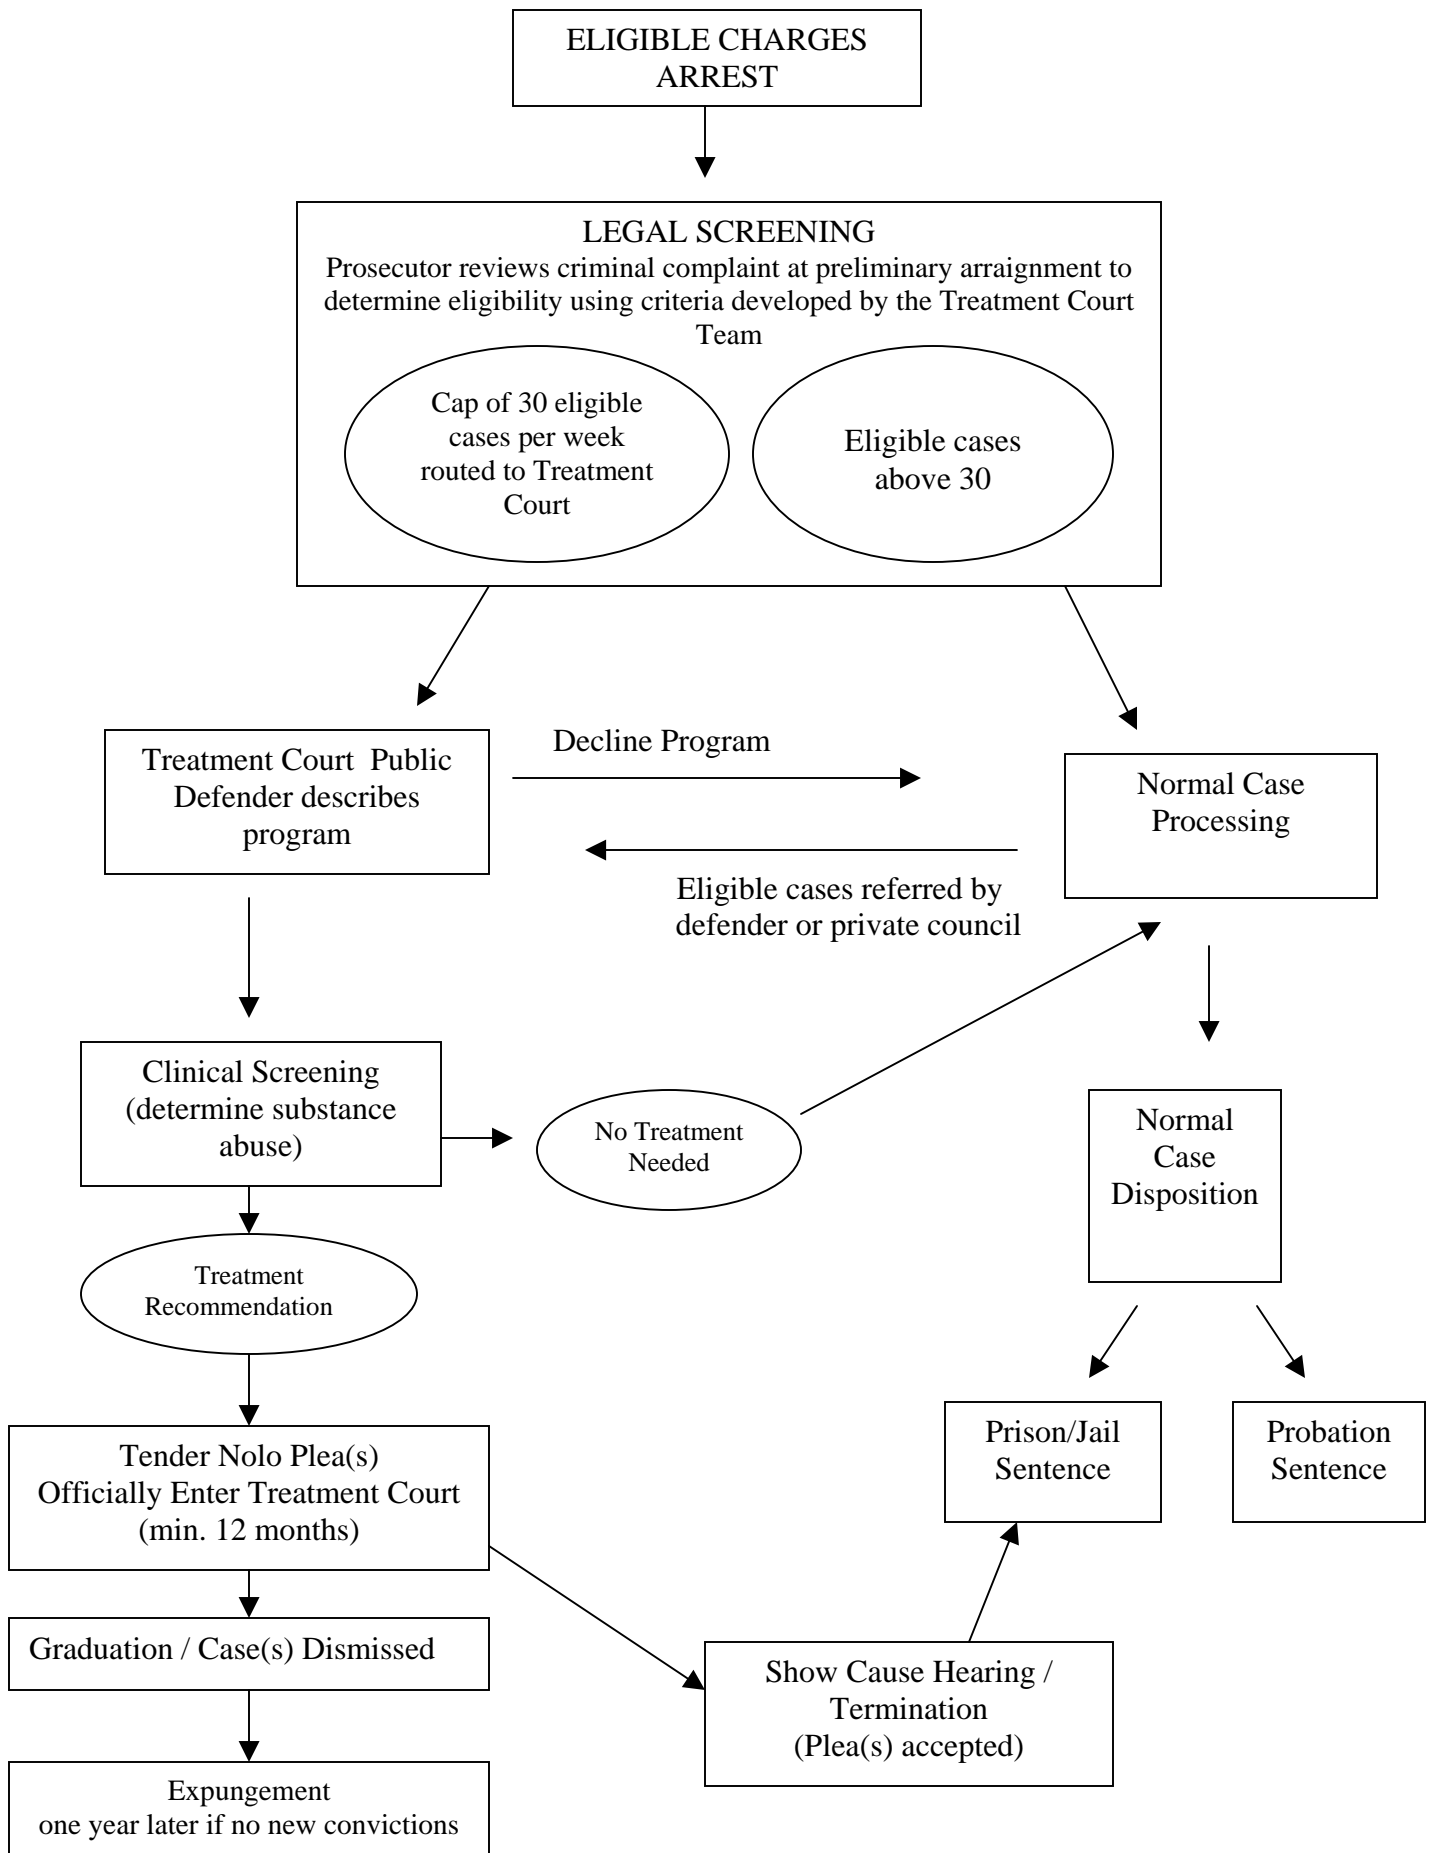 ELIGIBLE CHARGES
ARREST
LEGAL SCREENING
Prosecutor reviews criminal complaint at preliminary arraignment to
determine eligibility using criteria developed by the Treatment Court
Team
Cap of 30 eligible
cases per week
routed to Treatment
Court
Eligible cases
above 30
Treatment Court  Public
Defender describes
program
Decline Program
Normal Case
Processing
Eligible cases referred by
defender or private council
Clinical Screening
(determine substance
abuse)
No Treatment
Needed
Normal
Case
Disposition
Treatment
Recommendation
Prison/Jail
Sentence
Probation
Sentence
Tender Nolo Plea(s)
Officially Enter Treatment Court
(min. 12 months)
Graduation / Case(s) Dismissed
Show Cause Hearing /
Termination
(Plea(s) accepted)
Expungement
one year later if no new convictions